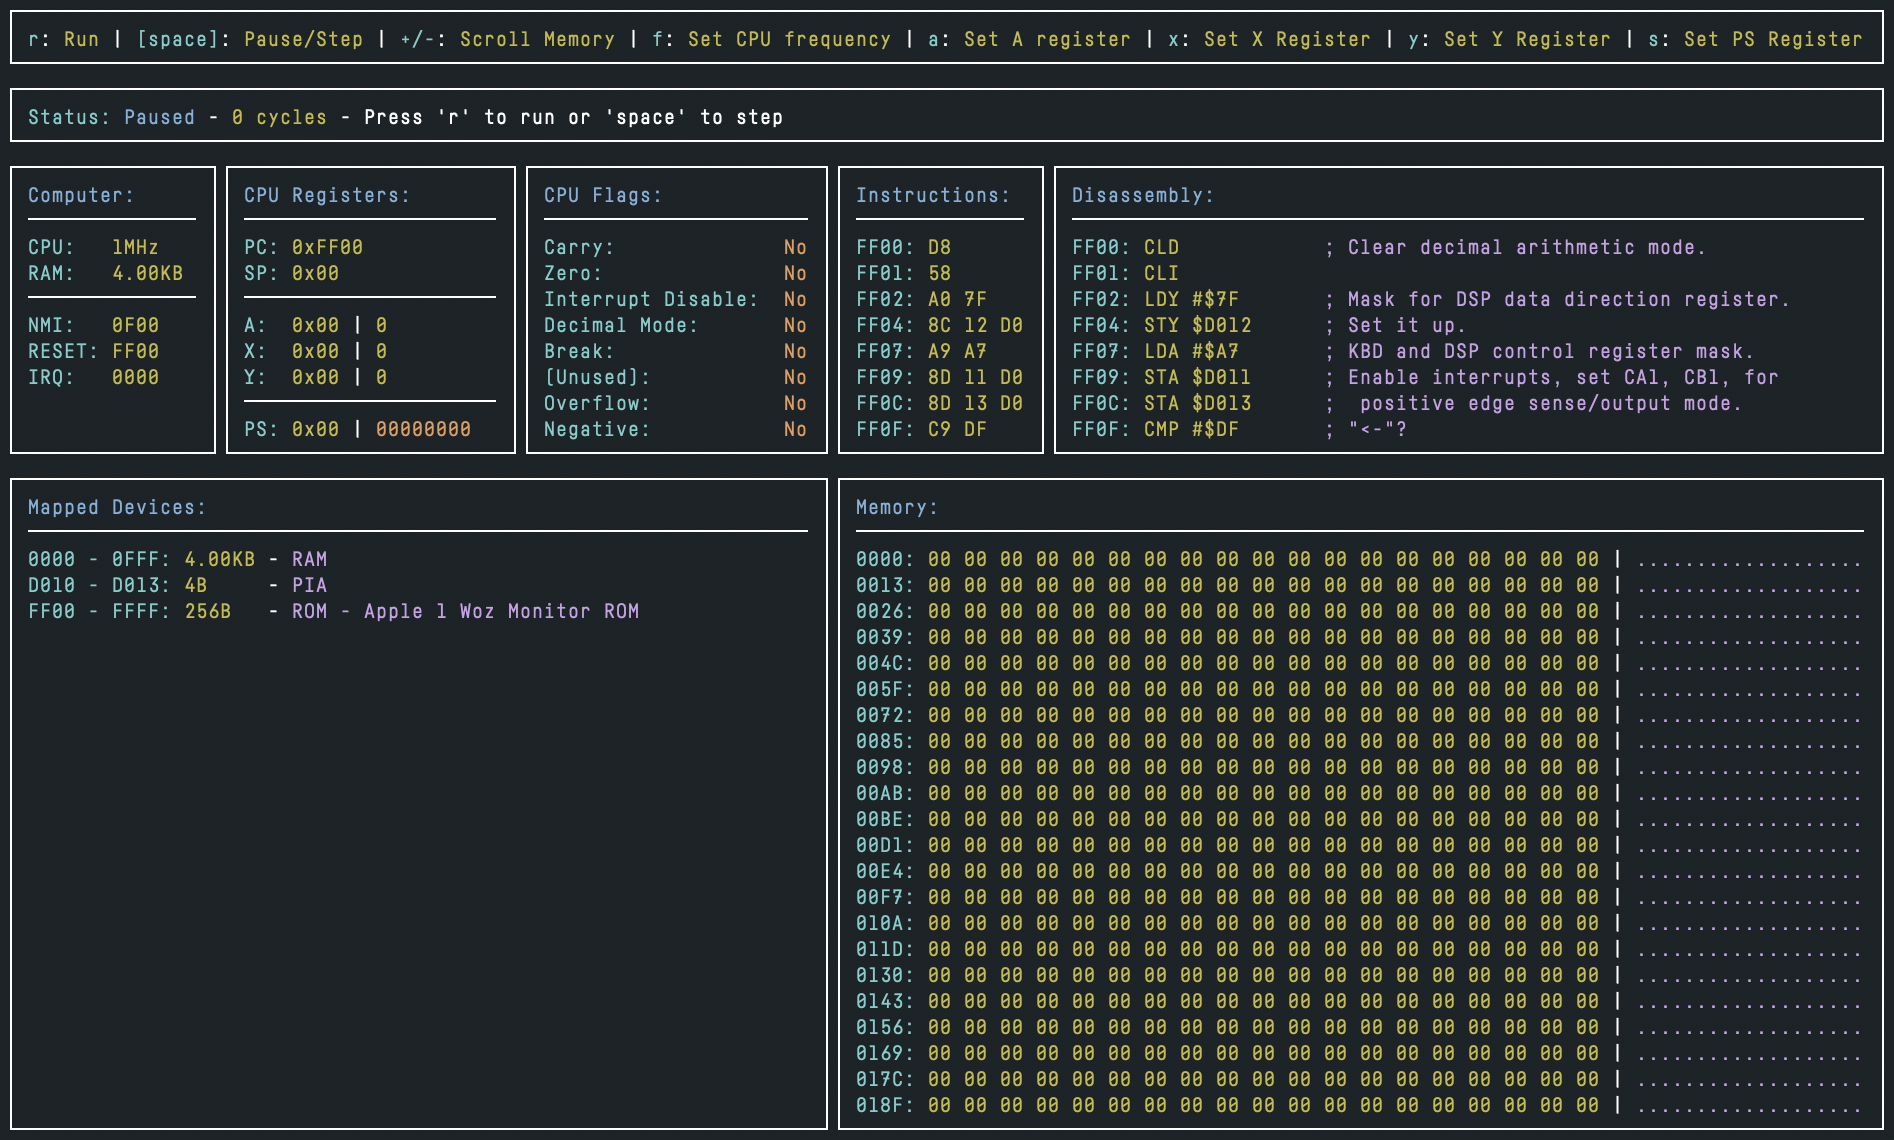 r: Run | [space]: Pause/Step | +/-: Scroll Memory | f: Set CPU frequency | a: Set A register | x: Set X Register | y: Set Y Register | s: Set PS Register
Status: Paused - 0 cycles - Press 'r' to run or 'space' to step
Computer:
CPU: 1MHz
RAM: 4.00KB
NMI: 0F00
RESET: FF00
IRQ: 0000
CPU Registers:
PC: 0xFF00
SP: 0x00
A: 0x00 | 0
X: 0x00 | 0
Y: 0x00 | 0
PS: 0x00 | 00000000
CPU Flags:
Carry: No
Zero: No
Interrupt Disable: No
Decimal Mode: No
Break: No
(Unused): No
Overflow: No
Negative: No
Instructions:
FF00: D8
FF01: 58
FF02: A0 7F
FF04: 8C 12 D0
FF07: A9 A7
FF09: 8D 11 D0
FF0C: 8D 13 D0
FF0F: C9 DF
Disassembly:
FF00: CLD ; Clear decimal arithmetic mode.
FF01: CLI
FF02: LDY #$7F ; Mask for DSP data direction register.
FF04: STY $D012 ; Set it up.
FF07: LDA #$A7 ; KBD and DSP control register mask.
FF09: STA $D011 ; Enable interrupts, set CA1, CB1, for
FF0C: STA $D013 ;  positive edge sense/output mode.
FF0F: CMP #$DF ; "<-"?
Mapped Devices:
0000 - 0FFF: 4.00KB - RAM
D010 - D013: 4B - PIA
FF00 - FFFF: 256B - ROM - Apple 1 Woz Monitor ROM
Memory:
0000: 00 00 00 00 00 00 00 00 00 00 00 00 00 00 00 00 00 00 00 | ...................
0013: 00 00 00 00 00 00 00 00 00 00 00 00 00 00 00 00 00 00 00 | ...................
0026: 00 00 00 00 00 00 00 00 00 00 00 00 00 00 00 00 00 00 00 | ...................
0039: 00 00 00 00 00 00 00 00 00 00 00 00 00 00 00 00 00 00 00 | ...................
004C: 00 00 00 00 00 00 00 00 00 00 00 00 00 00 00 00 00 00 00 | ...................
005F: 00 00 00 00 00 00 00 00 00 00 00 00 00 00 00 00 00 00 00 | ...................
0072: 00 00 00 00 00 00 00 00 00 00 00 00 00 00 00 00 00 00 00 | ...................
0085: 00 00 00 00 00 00 00 00 00 00 00 00 00 00 00 00 00 00 00 | ...................
0098: 00 00 00 00 00 00 00 00 00 00 00 00 00 00 00 00 00 00 00 | ...................
00AB: 00 00 00 00 00 00 00 00 00 00 00 00 00 00 00 00 00 00 00 | ...................
00BE: 00 00 00 00 00 00 00 00 00 00 00 00 00 00 00 00 00 00 00 | ...................
00D1: 00 00 00 00 00 00 00 00 00 00 00 00 00 00 00 00 00 00 00 | ...................
00E4: 00 00 00 00 00 00 00 00 00 00 00 00 00 00 00 00 00 00 00 | ...................
00F7: 00 00 00 00 00 00 00 00 00 00 00 00 00 00 00 00 00 00 00 | ...................
010A: 00 00 00 00 00 00 00 00 00 00 00 00 00 00 00 00 00 00 00 | ...................
011D: 00 00 00 00 00 00 00 00 00 00 00 00 00 00 00 00 00 00 00 | ...................
0130: 00 00 00 00 00 00 00 00 00 00 00 00 00 00 00 00 00 00 00 | ...................
0143: 00 00 00 00 00 00 00 00 00 00 00 00 00 00 00 00 00 00 00 | ...................
0156: 00 00 00 00 00 00 00 00 00 00 00 00 00 00 00 00 00 00 00 | ...................
0169: 00 00 00 00 00 00 00 00 00 00 00 00 00 00 00 00 00 00 00 | ...................
017C: 00 00 00 00 00 00 00 00 00 00 00 00 00 00 00 00 00 00 00 | ...................
018F: 00 00 00 00 00 00 00 00 00 00 00 00 00 00 00 00 00 00 00 | ...................